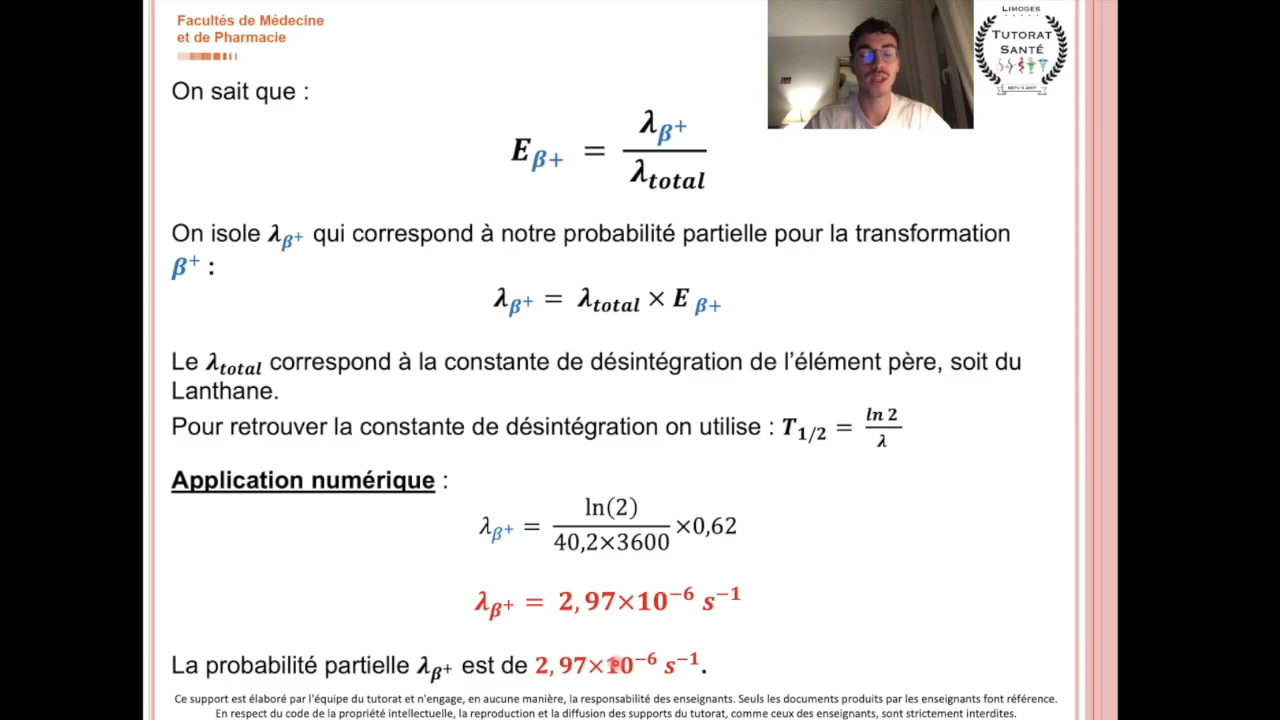 Facultés de Médecine
et de Pharmacie
LIMOGES
TUTORAT
SANTÉ
DEPUIS 2007
On sait que :
E β+ = λβ+ / λtotal
On isole λβ+ qui correspond à notre probabilité partielle pour la transformation
β+ :
λβ+ = λtotal × E β+
Le λtotal correspond à la constante de désintégration de l’élément père, soit du
Lanthane.
Pour retrouver la constante de désintégration on utilise : T1/2 = ln 2 / λ
Application numérique :
λβ+ = ln(2) / 40,2×3600 ×0,62
λβ+ = 2,97×10⁻⁶ s⁻¹
La probabilité partielle λβ+ est de 2,97×10⁻⁶ s⁻¹.
Ce support est élaboré par l'équipe du tutorat et n'engage, en aucune manière, la responsabilité des enseignants. Seuls les documents produits par les enseignants font référence.
En respect du code de la propriété intellectuelle, la reproduction et la diffusion des supports du tutorat, comme ceux des enseignants, sont strictement interdites.